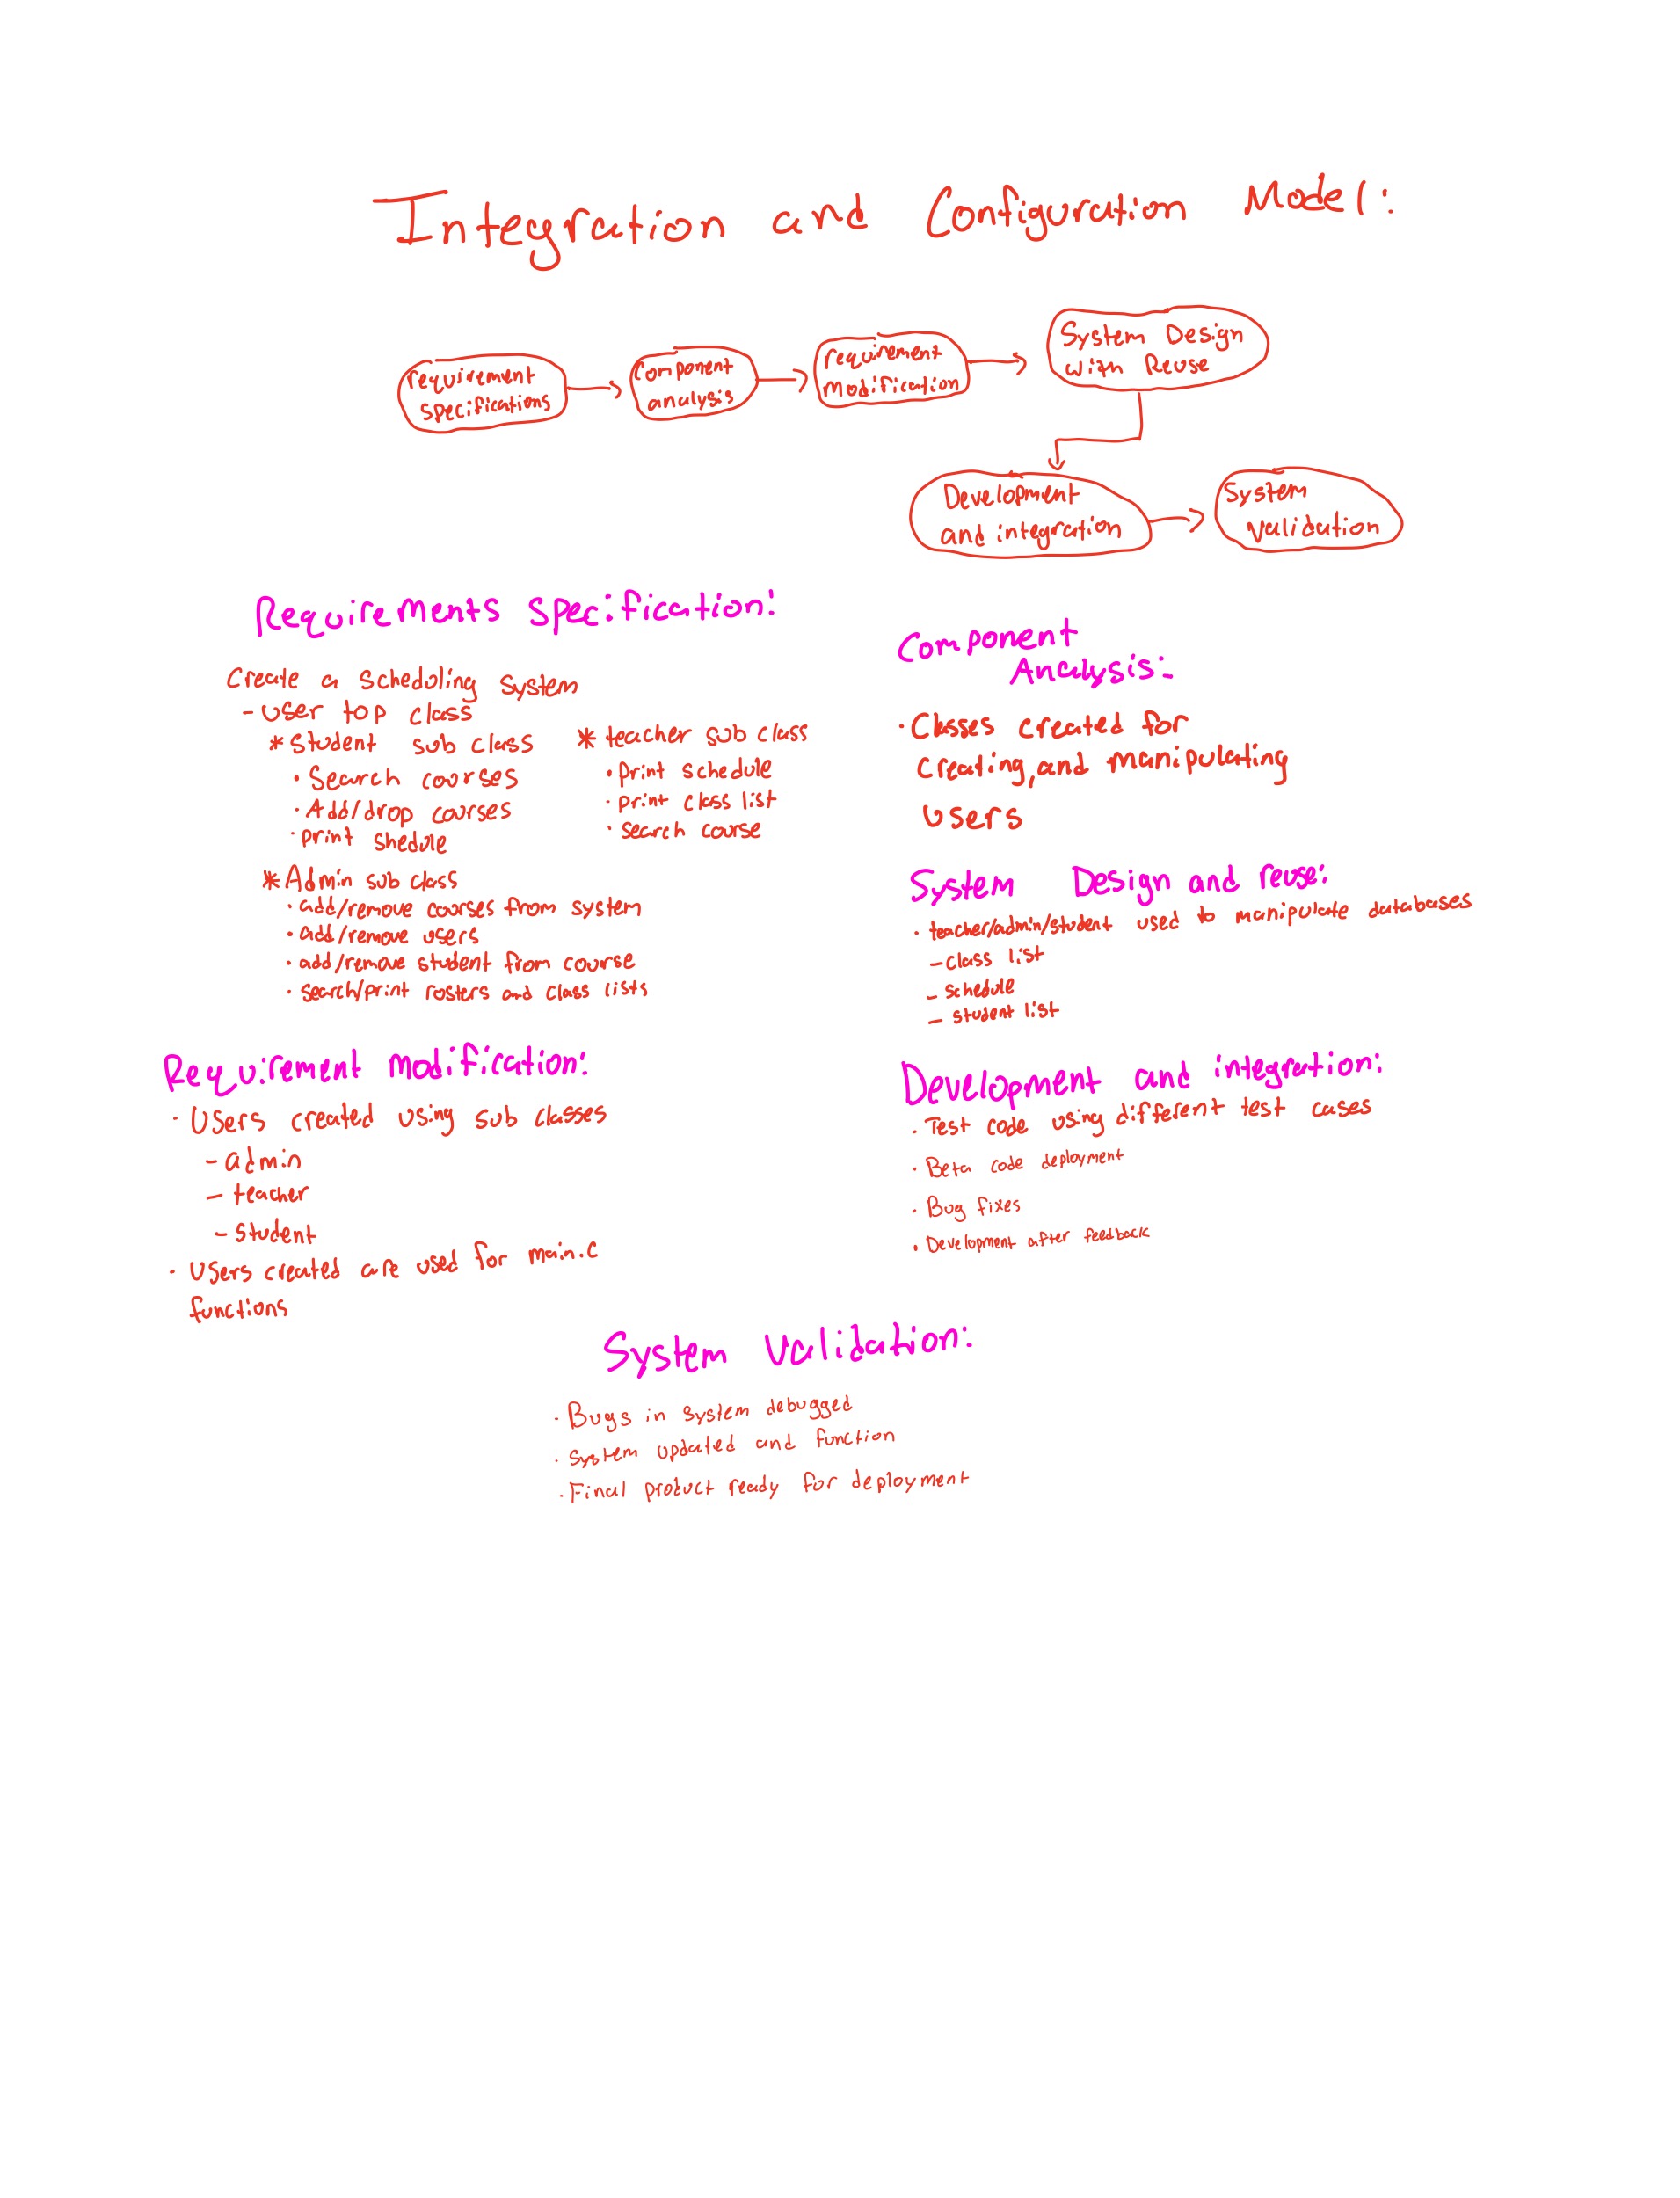 Integration and Configuration Model:
requirement
specifications
component
analysis
requirement
modification
System Design
with Reuse
Development
and integration
System
validation
Requirements specification:
Create a scheduling system
- user top class
* Student sub class
• Search courses
• Add/drop courses
• print shedule
* teacher sub class
• print schedule
• print class list
• search course
* Admin sub class
• add/remove courses from system
• add/remove users
• add/remove student from course
• search/print rosters and class lists
Component
Analysis:
• Classes created for
creating, and manipulating
users
System Design and reuse:
• teacher/admin/student used to manipulate databases
- class list
- schedule
- student list
Requirement modification:
• Users created using sub classes
- admin
- teacher
- student
• Users created are used for main.c
functions
Development and integration:
• Test code using different test cases
• Beta code deployment
• Bug fixes
• Development after feedback
System validation:
• Bugs in system debugged
• System updated and function
• Final product ready for deployment